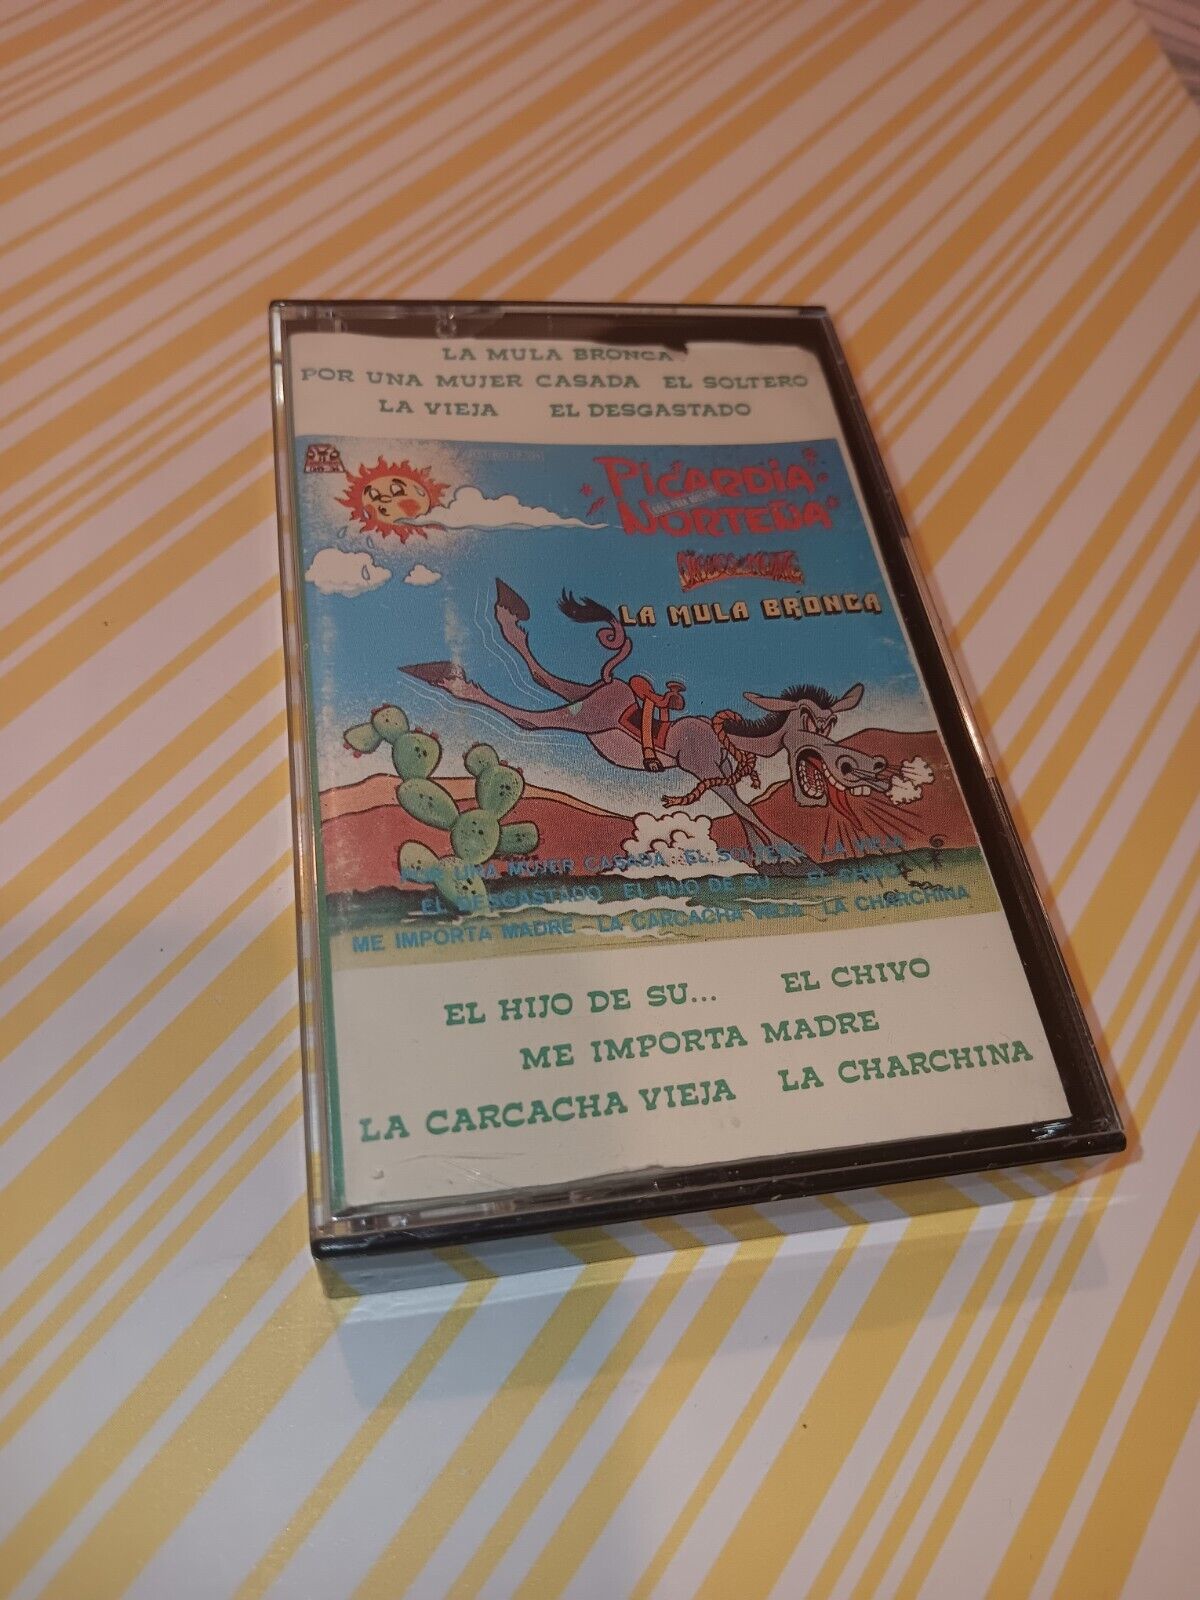 LA MULA BRONCA
POR UNA MUJER CASADA EL SOLTERO
LA VIEJA EL DESGASTADO
PICARDIA
NORTEÑA
LA MULA BRONCA
POR UNA MUJER CASADA - EL SOLTERO - LA VIEJA
EL DESGASTADO - EL HIJO DE SU... - EL CHIVO
ME IMPORTA MADRE - LA CARCACHA VIEJA - LA CHARCHINA
EL HIJO DE SU... EL CHIVO
ME IMPORTA MADRE
LA CARCACHA VIEJA LA CHARCHINA